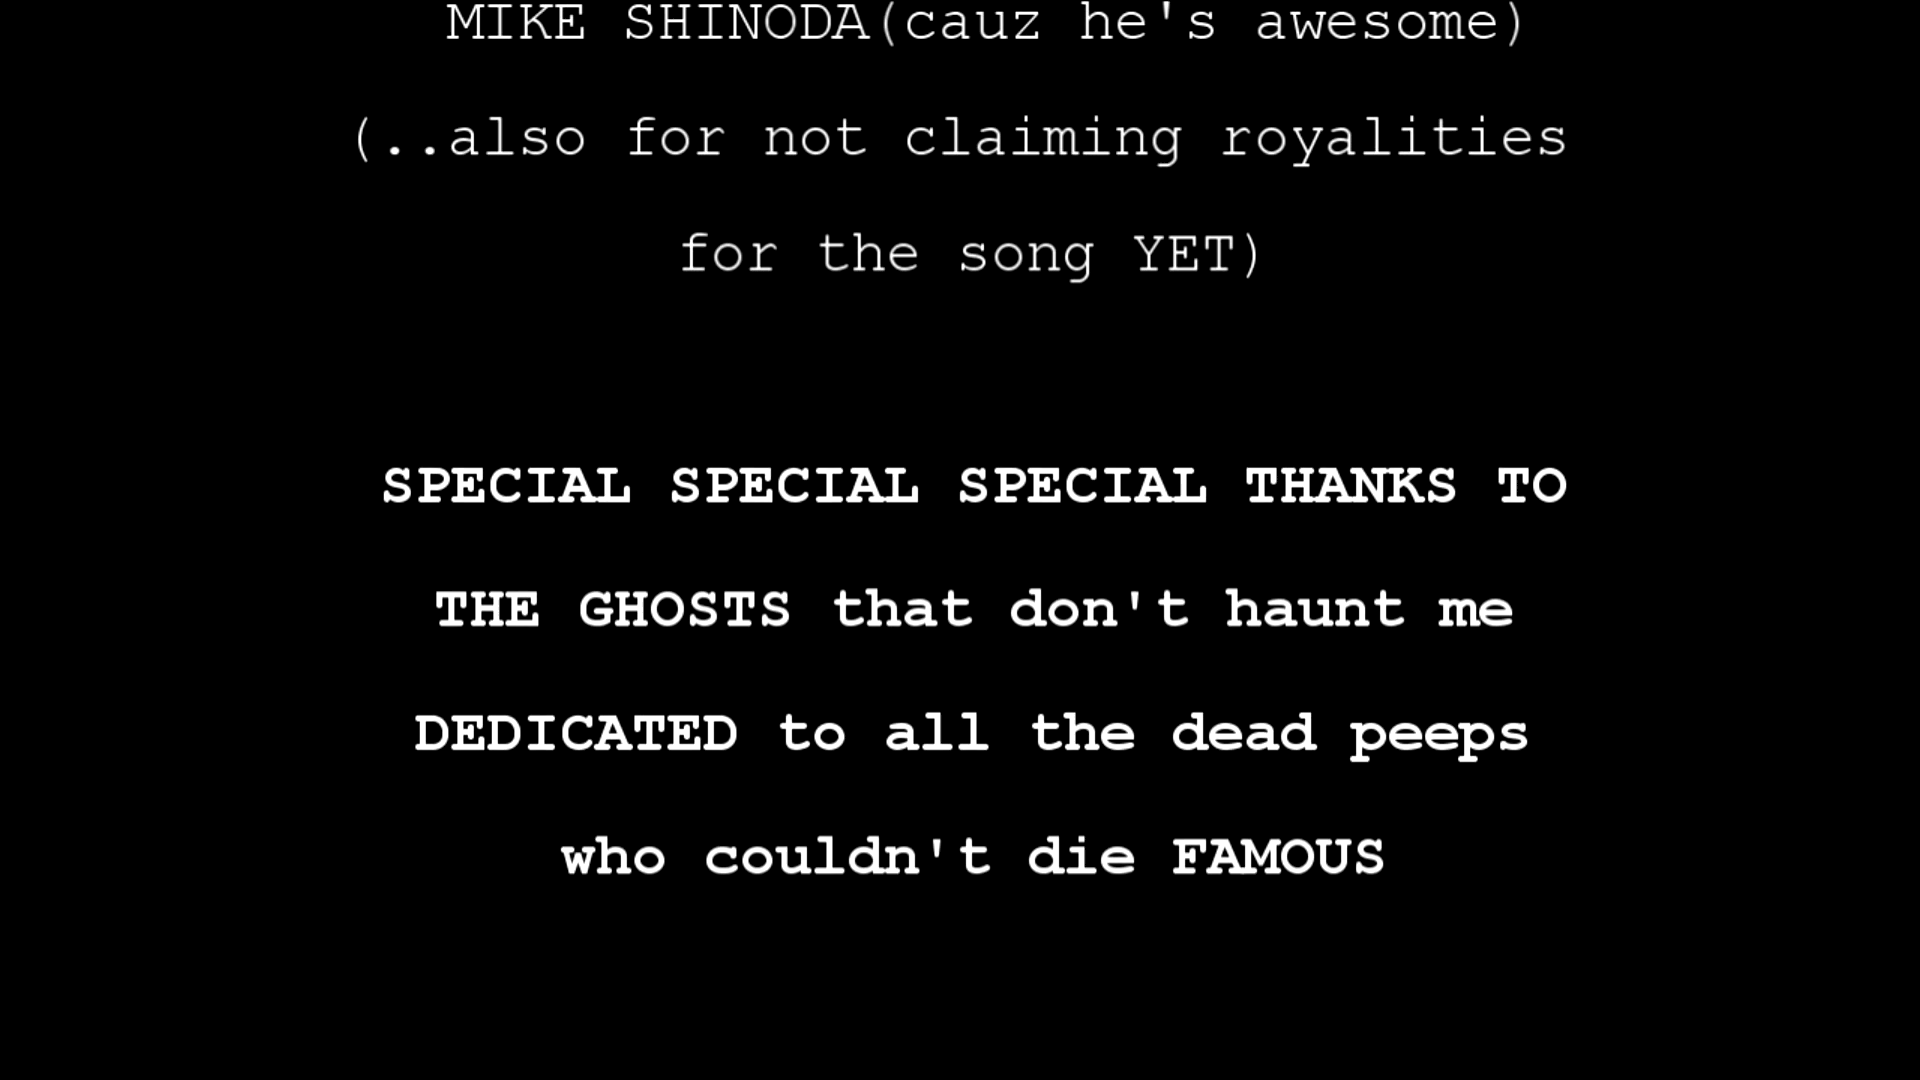 MIKE SHINODA(cauz he's awesome)
(..also for not claiming royalities
for the song YET)
SPECIAL SPECIAL SPECIAL THANKS TO
THE GHOSTS that don't haunt me
DEDICATED to all the dead peeps
who couldn't die FAMOUS